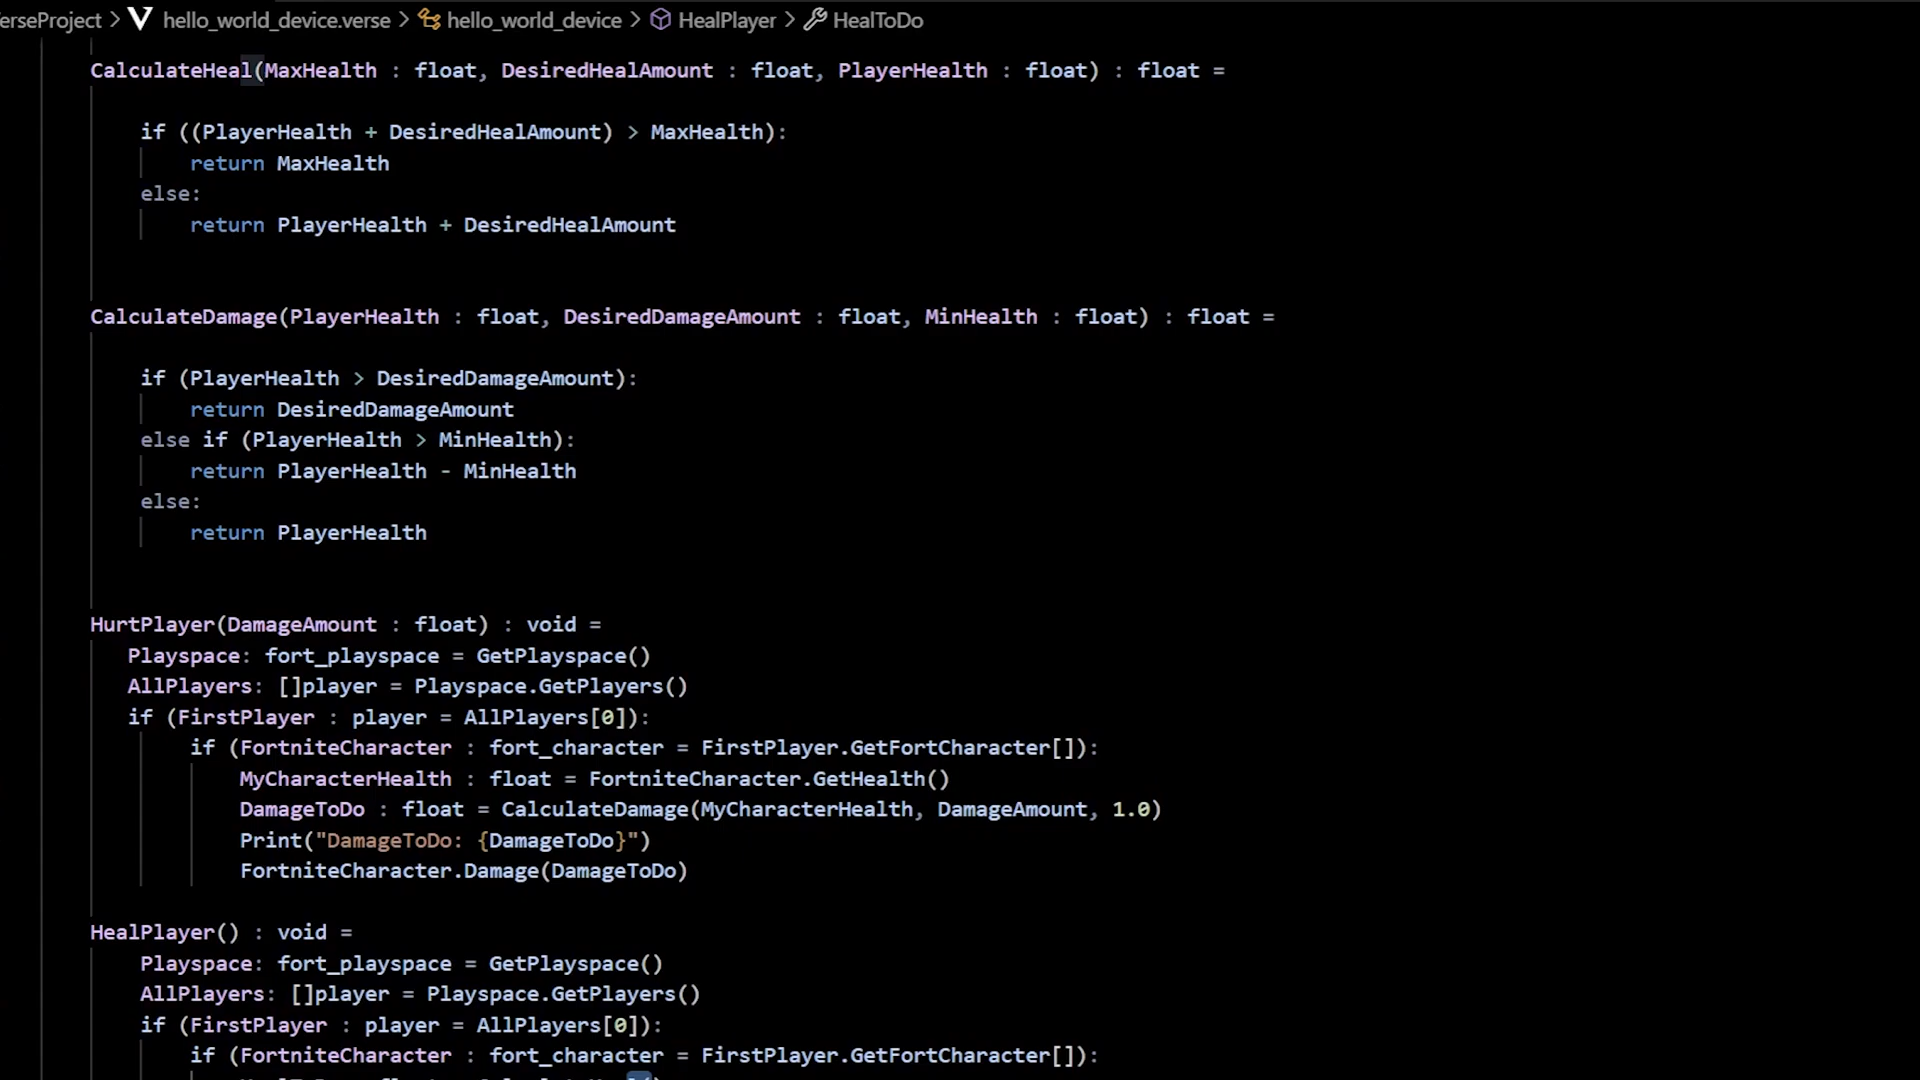 erseProject > hello_world_device.verse > hello_world_device > HealPlayer > HealToDo
CalculateHeal(MaxHealth : float, DesiredHealAmount : float, PlayerHealth : float) : float =
if ((PlayerHealth + DesiredHealAmount) > MaxHealth):
return MaxHealth
else:
return PlayerHealth + DesiredHealAmount
CalculateDamage(PlayerHealth : float, DesiredDamageAmount : float, MinHealth : float) : float =
if (PlayerHealth > DesiredDamageAmount):
return DesiredDamageAmount
else if (PlayerHealth > MinHealth):
return PlayerHealth - MinHealth
else:
return PlayerHealth
HurtPlayer(DamageAmount : float) : void =
Playspace: fort_playspace = GetPlayspace()
AllPlayers: []player = Playspace.GetPlayers()
if (FirstPlayer : player = AllPlayers[0]):
if (FortniteCharacter : fort_character = FirstPlayer.GetFortCharacter[]):
MyCharacterHealth : float = FortniteCharacter.GetHealth()
DamageToDo : float = CalculateDamage(MyCharacterHealth, DamageAmount, 1.0)
Print("DamageToDo: {DamageToDo}")
FortniteCharacter.Damage(DamageToDo)
HealPlayer() : void =
Playspace: fort_playspace = GetPlayspace()
AllPlayers: []player = Playspace.GetPlayers()
if (FirstPlayer : player = AllPlayers[0]):
if (FortniteCharacter : fort_character = FirstPlayer.GetFortCharacter[]):